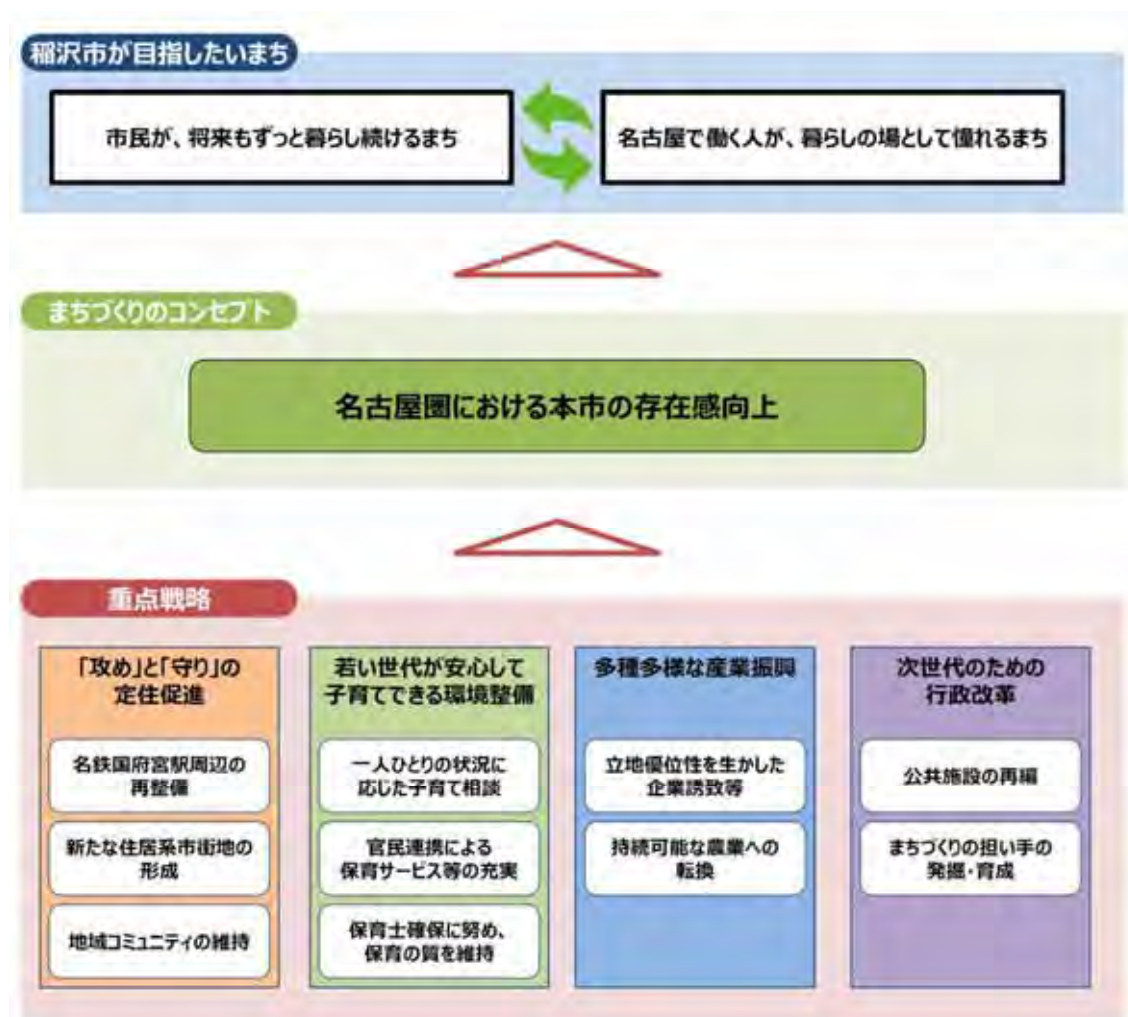 稲沢市が目指したいまち
市民が、将来もずっと暮らし続けるまち
名古屋で働く人が、暮らしの場として憧れるまち
まちづくりのコンセプト
名古屋圏における本市の存在感向上
重点戦略
「攻め」と「守り」の
定住促進
名鉄国府宮駅周辺の
再整備
新たな住居系市街地の
形成
地域コミュニティの維持
若い世代が安心して
子育てできる環境整備
一人ひとりの状況に
応じた子育て相談
官民連携による
保育サービス等の充実
保育士確保に努め、
保育の質を維持
多種多様な産業振興
立地優位性を生かした
企業誘致等
持続可能な農業への
転換
次世代のための
行政改革
公共施設の再編
まちづくりの担い手の
発掘・育成